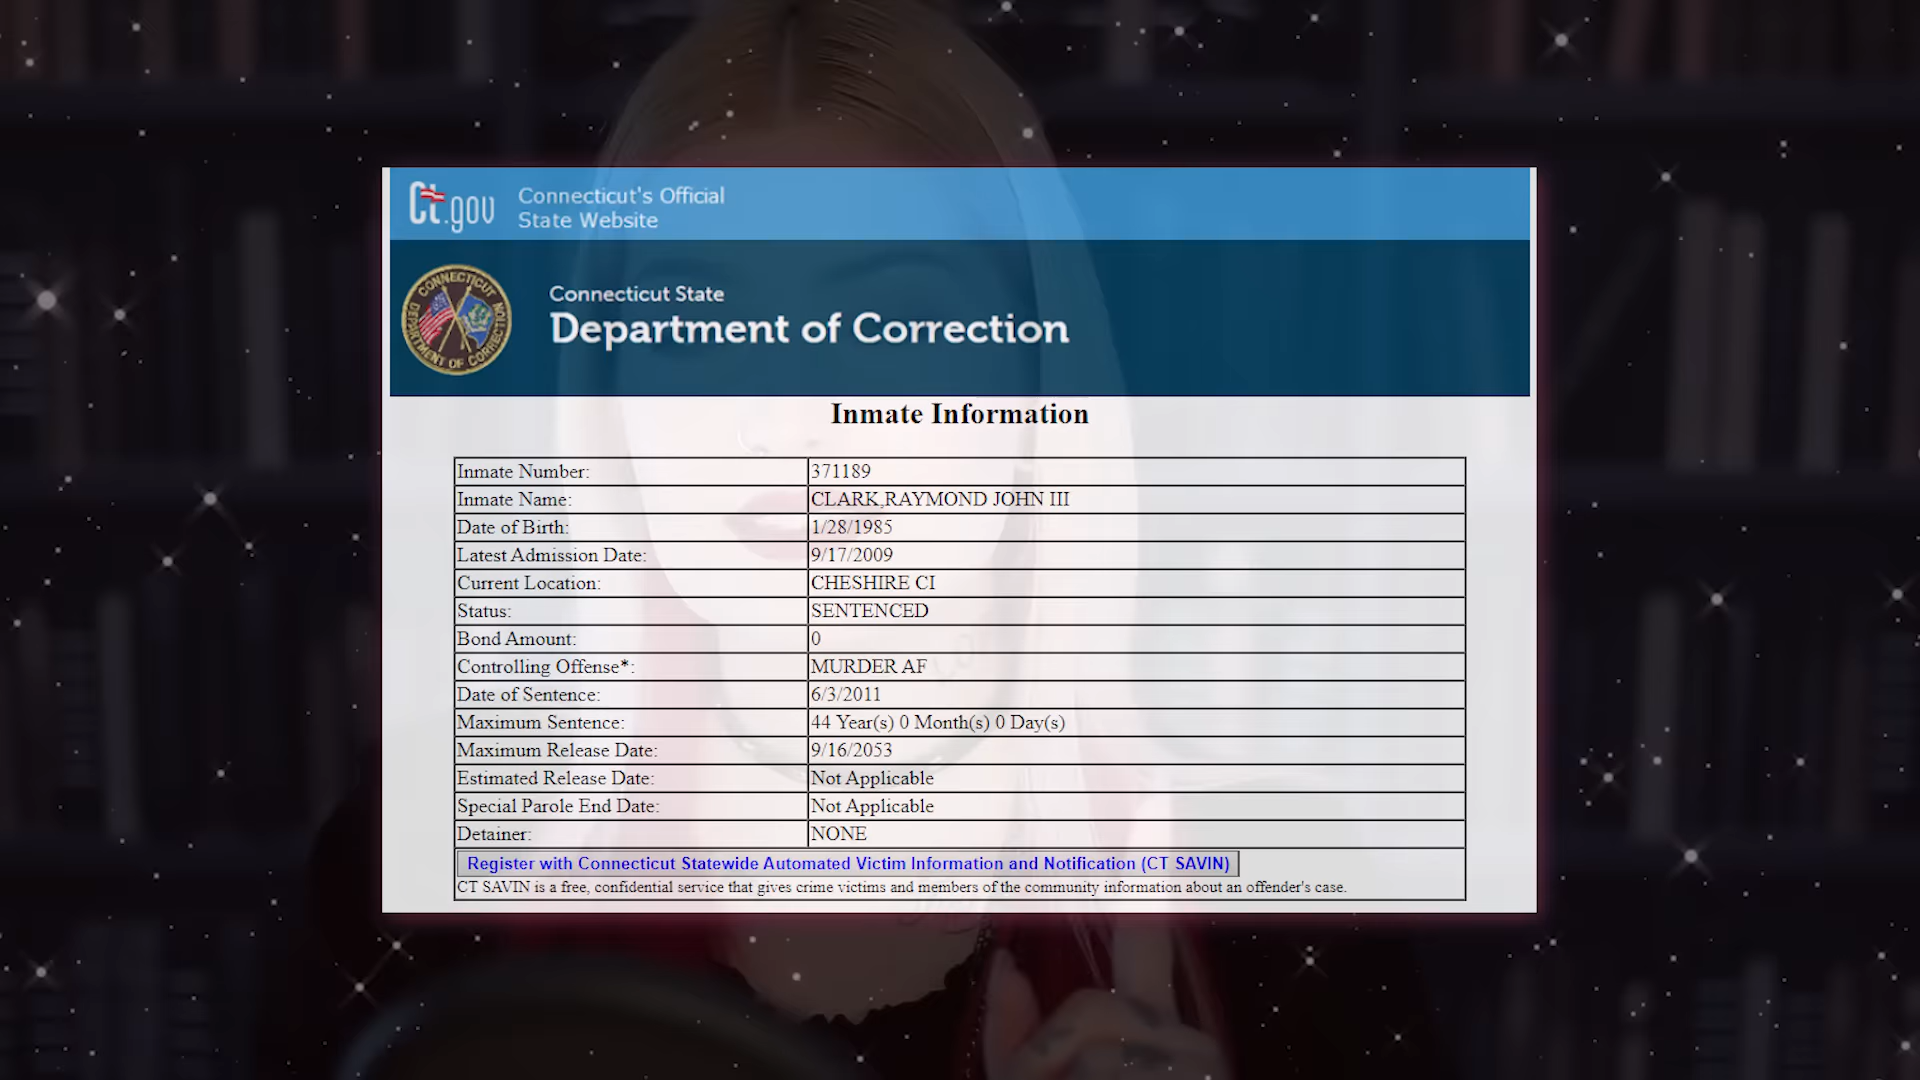 Ct.gov
Connecticut's Official
State Website
CONNECTICUT
DEPARTMENT OF CORRECTION
Connecticut State
Department of Correction
Inmate Information
Inmate Number: 371189
Inmate Name: CLARK,RAYMOND JOHN III
Date of Birth: 1/28/1985
Latest Admission Date: 9/17/2009
Current Location: CHESHIRE CI
Status: SENTENCED
Bond Amount: 0
Controlling Offense*: MURDER AF
Date of Sentence: 6/3/2011
Maximum Sentence: 44 Year(s) 0 Month(s) 0 Day(s)
Maximum Release Date: 9/16/2053
Estimated Release Date: Not Applicable
Special Parole End Date: Not Applicable
Detainer: NONE
Register with Connecticut Statewide Automated Victim Information and Notification (CT SAVIN)
CT SAVIN is a free, confidential service that gives crime victims and members of the community information about an offender's case.